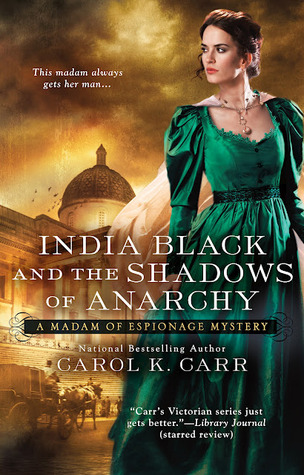 This madam always
gets her man...
INDIA BLACK
AND THE SHADOWS
OF ANARCHY
A MADAM OF ESPIONAGE MYSTERY
National Bestselling Author
CAROL K. CARR
“Carr's Victorian series just
gets better.”—Library Journal
(starred review)